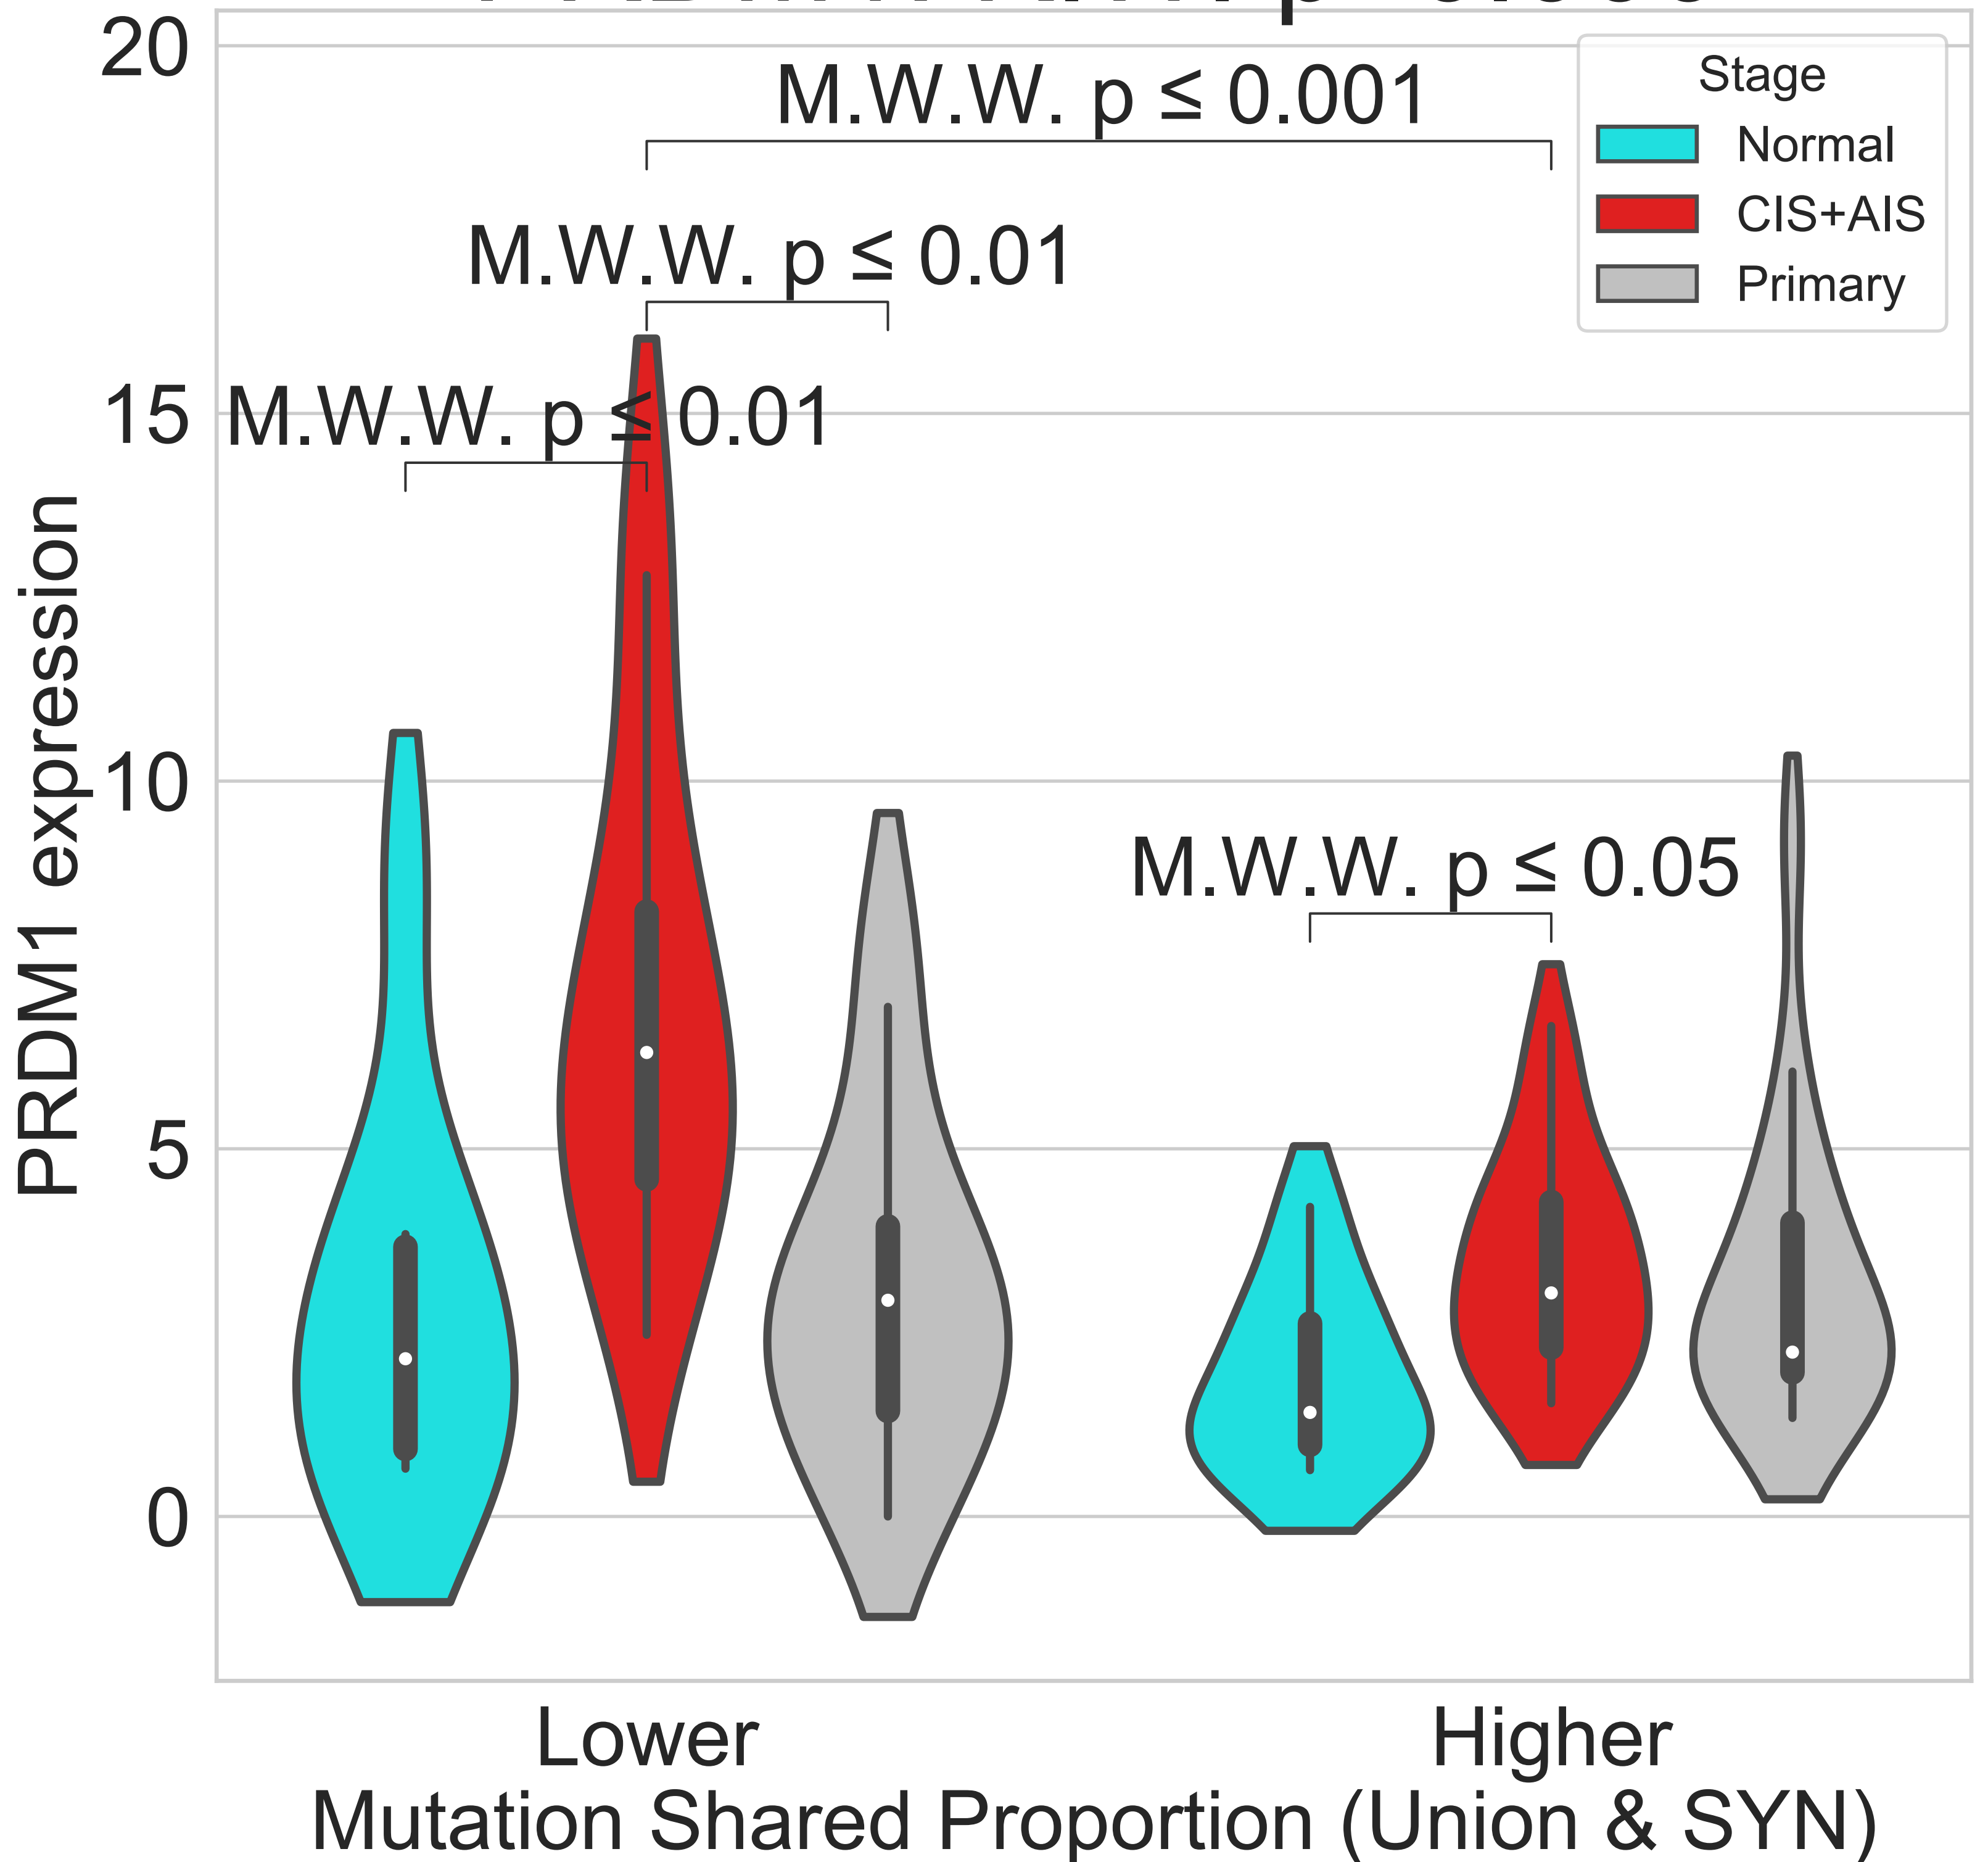 20
M.W.W. p ≤ 0.001
Stage
Normal
CIS+AIS
Primary
M.W.W. p ≤ 0.01
15
M.W.W. p ≤ 0.01
PRDM1 expression
10
M.W.W. p ≤ 0.05
5
0
Lower
Higher
Mutation Shared Proportion (Union & SYN)